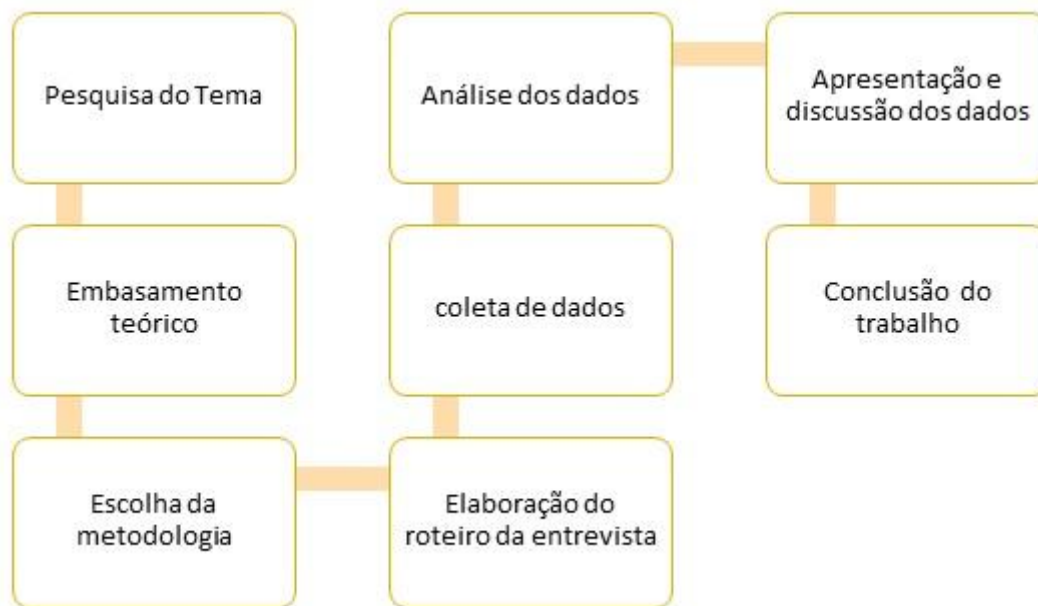 Pesquisa do Tema
Embasamento
teórico
Escolha da
metodologia
Elaboração do
roteiro da entrevista
coleta de dados
Análise dos dados
Apresentação e
discussão dos dados
Conclusão do
trabalho